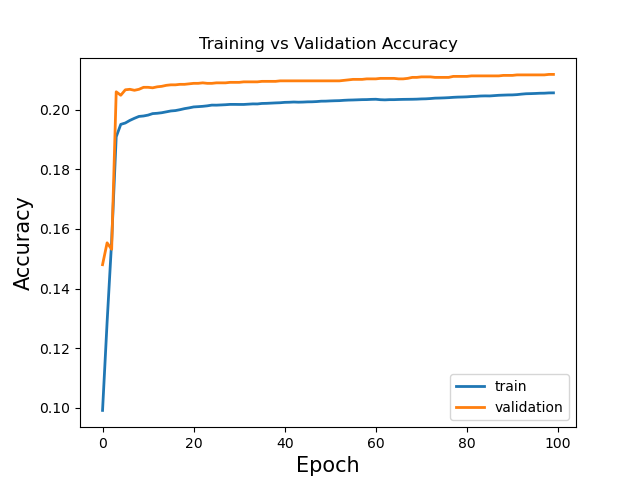 Training vs Validation Accuracy
Accuracy
0.20
0.18
0.16
0.14
0.12
0.10
0 20 40 60 80 100
Epoch
train
validation